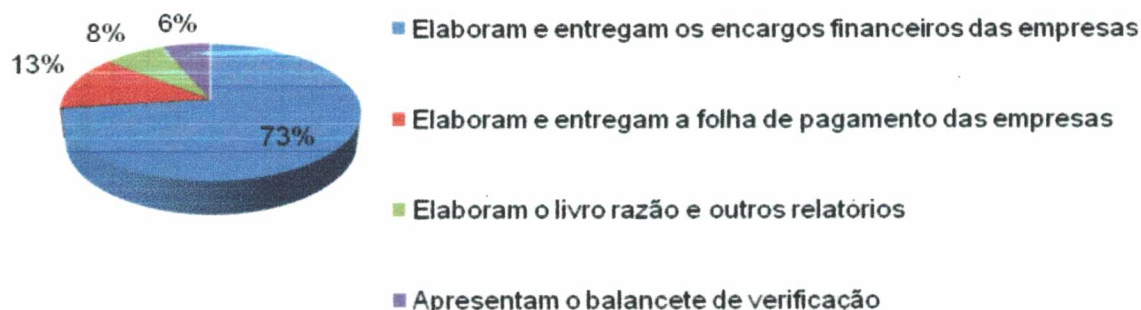 6%
8%
13%
73%
Elaboram e entregam os encargos financeiros das empresas
Elaboram e entregam a folha de pagamento das empresas
Elaboram o livro razão e outros relatórios
Apresentam o balancete de verificação